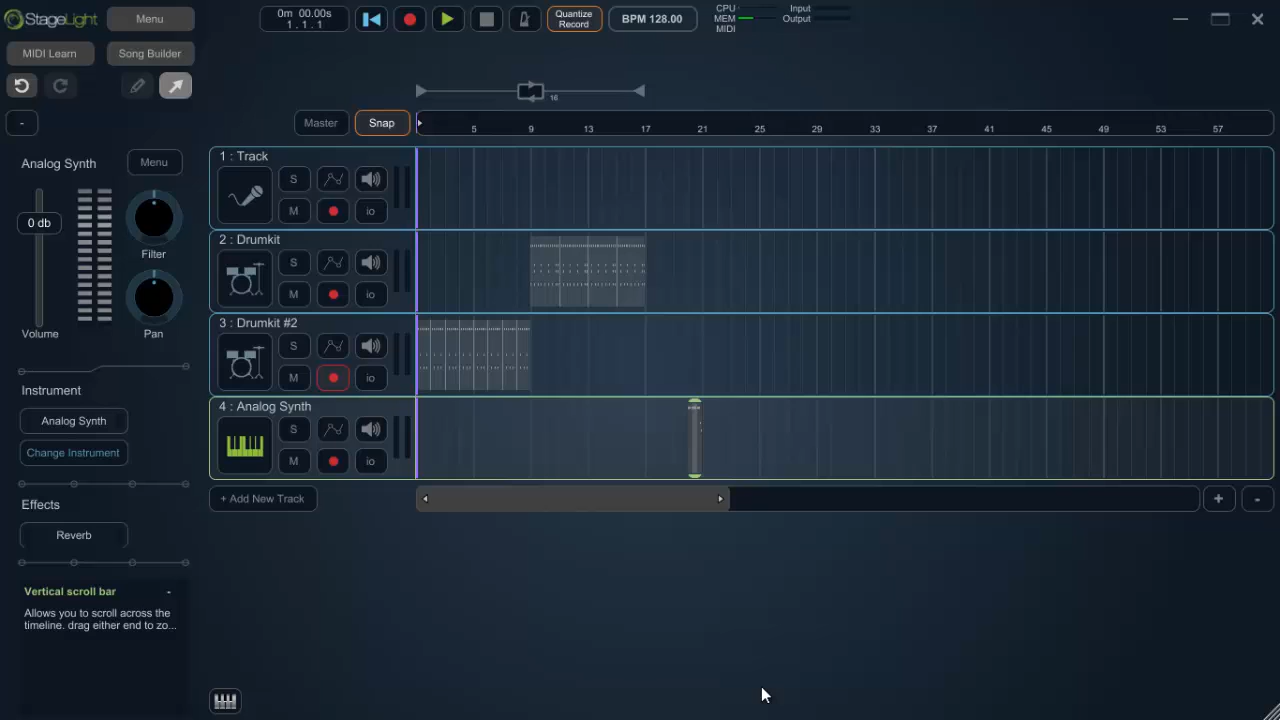 StageLight
Menu
0m 00.00s
1 . 1 . 1
Quantize
Record
BPM 128.00
CPU
MEM
MIDI
Input
Output
MIDI Learn
Song Builder
16
-
Master
Snap
5 9 13 17 21 25 29 33 37 41 45 49 53 57
Analog Synth
Menu
0 db
Filter
Volume
Pan
Instrument
Analog Synth
Change Instrument
Effects
Reverb
Vertical scroll bar -
Allows you to scroll across the
timeline. drag either end to zo...
1 : Track
S
M io
2 : Drumkit
S
M io
3 : Drumkit #2
S
M io
4 : Analog Synth
S
M io
+ Add New Track
+ -